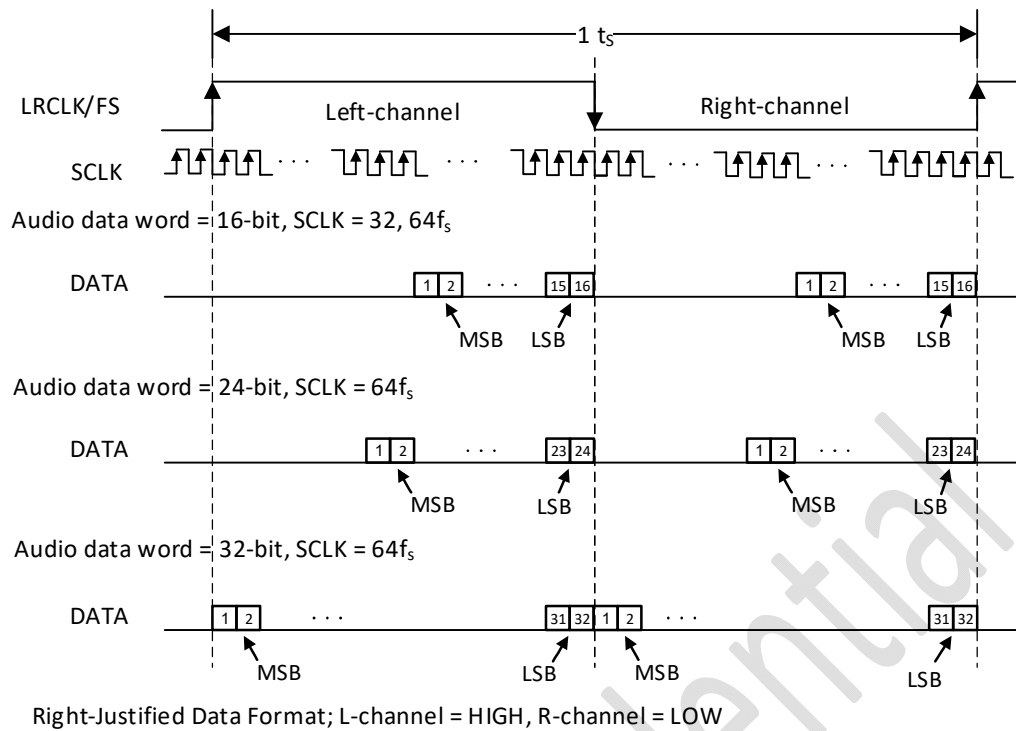 1 tS
LRCLK/FS
Left-channel
Right-channel
SCLK
Audio data word = 16-bit, SCLK = 32, 64fs
DATA
1 2 · · · 15 16 1 2 · · · 15 16
MSB LSB MSB LSB
Audio data word = 24-bit, SCLK = 64fs
DATA
1 2 · · · 23 24 1 2 · · · 23 24
MSB LSB MSB LSB
Audio data word = 32-bit, SCLK = 64fs
DATA
1 2 · · · 31 32 1 2 · · · 31 32
MSB LSB MSB LSB
Right-Justified Data Format; L-channel = HIGH, R-channel = LOW